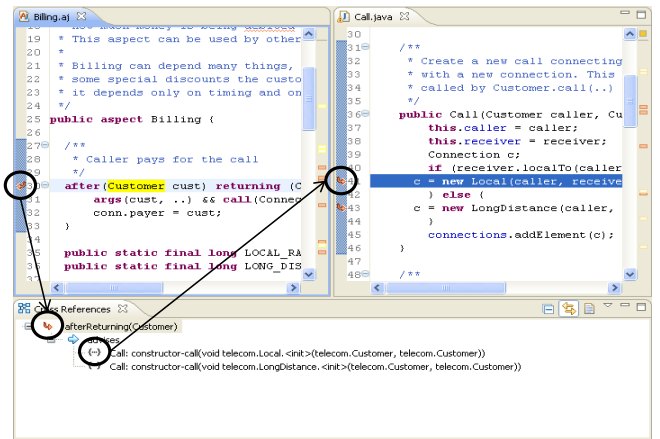 Billing.aj
19 * This aspect can be used by other
20 *
21 * Billing can depend many things,
22 * some special discounts the custo
23 * it depends only on timing and on
24 */
25 public aspect Billing {
26
27 /**
28 * Caller pays for the call
29 */
30 after(Customer cust) returning (C
31 args(cust, ..) && call(Connec
32 conn.payer = cust;
33 }
34
35 public static final long LOCAL_RA
36 public static final long LONG_DIS
37
Call.java
30
31 /**
32 * Create a new call connecting
33 * with a new connection. This
34 * called by Customer.call(..)
35 */
36 public Call(Customer caller, Cu
37 this.caller = caller;
38 this.receiver = receiver;
39 Connection c;
40 if (receiver.localTo(caller
41 c = new Local(caller, receive
42 } else {
43 c = new LongDistance(caller,
44 }
45 connections.addElement(c);
46 }
47
48 /**
Cross References
afterReturning(Customer)
advises
Call: constructor-call(void telecom.Local.<init>(telecom.Customer, telecom.Customer))
Call: constructor-call(void telecom.LongDistance.<init>(telecom.Customer, telecom.Customer))